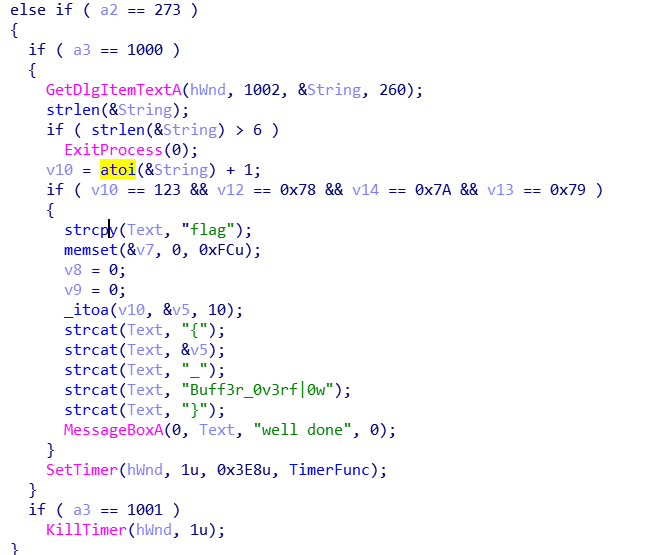 else if ( a2 == 273 )
{
  if ( a3 == 1000 )
  {
    GetDlgItemTextA(hWnd, 1002, &String, 260);
    strlen(&String);
    if ( strlen(&String) > 6 )
      ExitProcess(0);
    v10 = atoi(&String) + 1;
    if ( v10 == 123 && v12 == 0x78 && v14 == 0x7A && v13 == 0x79 )
    {
      strcpy(Text, "flag");
      memset(&v7, 0, 0xFCu);
      v8 = 0;
      v9 = 0;
      _itoa(v10, &v5, 10);
      strcat(Text, "{");
      strcat(Text, &v5);
      strcat(Text, "_");
      strcat(Text, "Buff3r_0v3rf|0w");
      strcat(Text, "}");
      MessageBoxA(0, Text, "well done", 0);
    }
    SetTimer(hWnd, 1u, 0x3E8u, TimerFunc);
  }
  if ( a3 == 1001 )
    KillTimer(hWnd, 1u);
}